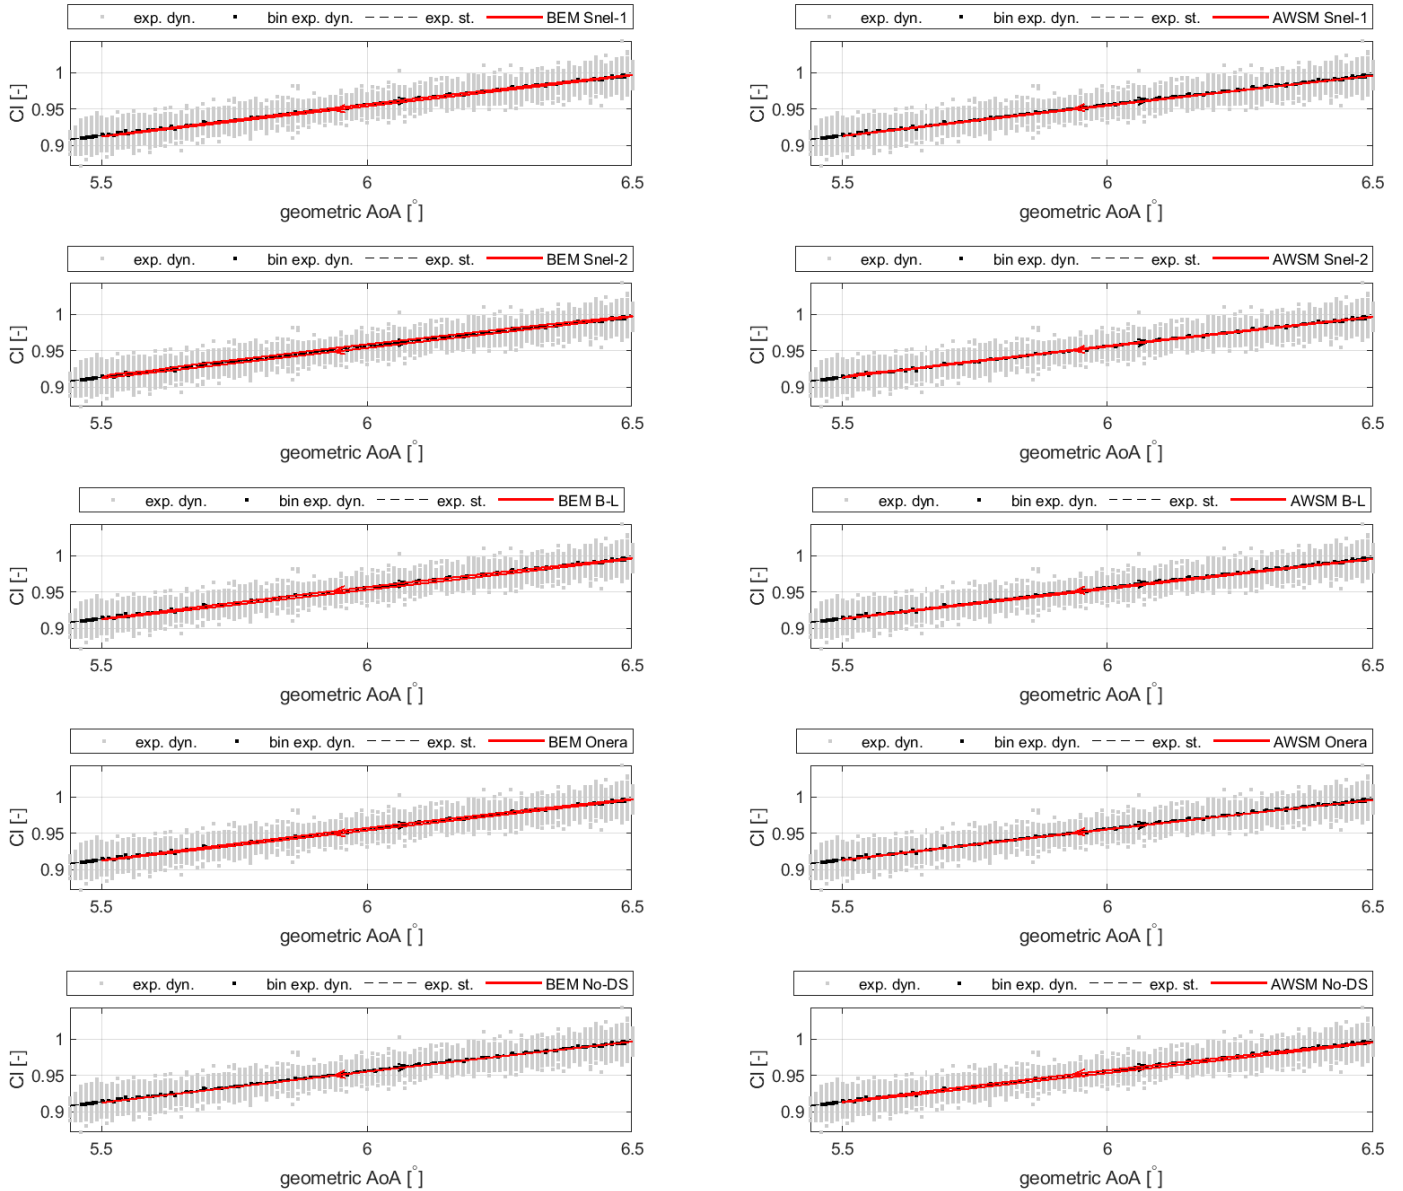 exp. dyn. bin exp. dyn. exp. st. BEM Snel-1
Cl [-]
1
0.95
0.9
5.5 6 6.5
geometric AoA [°]
exp. dyn. bin exp. dyn. exp. st. AWSM Snel-1
Cl [-]
1
0.95
0.9
5.5 6 6.5
geometric AoA [°]
exp. dyn. bin exp. dyn. exp. st. BEM Snel-2
Cl [-]
1
0.95
0.9
5.5 6 6.5
geometric AoA [°]
exp. dyn. bin exp. dyn. exp. st. AWSM Snel-2
Cl [-]
1
0.95
0.9
5.5 6 6.5
geometric AoA [°]
exp. dyn. bin exp. dyn. exp. st. BEM B-L
Cl [-]
1
0.95
0.9
5.5 6 6.5
geometric AoA [°]
exp. dyn. bin exp. dyn. exp. st. AWSM B-L
Cl [-]
1
0.95
0.9
5.5 6 6.5
geometric AoA [°]
exp. dyn. bin exp. dyn. exp. st. BEM Onera
Cl [-]
1
0.95
0.9
5.5 6 6.5
geometric AoA [°]
exp. dyn. bin exp. dyn. exp. st. AWSM Onera
Cl [-]
1
0.95
0.9
5.5 6 6.5
geometric AoA [°]
exp. dyn. bin exp. dyn. exp. st. BEM No-DS
Cl [-]
1
0.95
0.9
5.5 6 6.5
geometric AoA [°]
exp. dyn. bin exp. dyn. exp. st. AWSM No-DS
Cl [-]
1
0.95
0.9
5.5 6 6.5
geometric AoA [°]